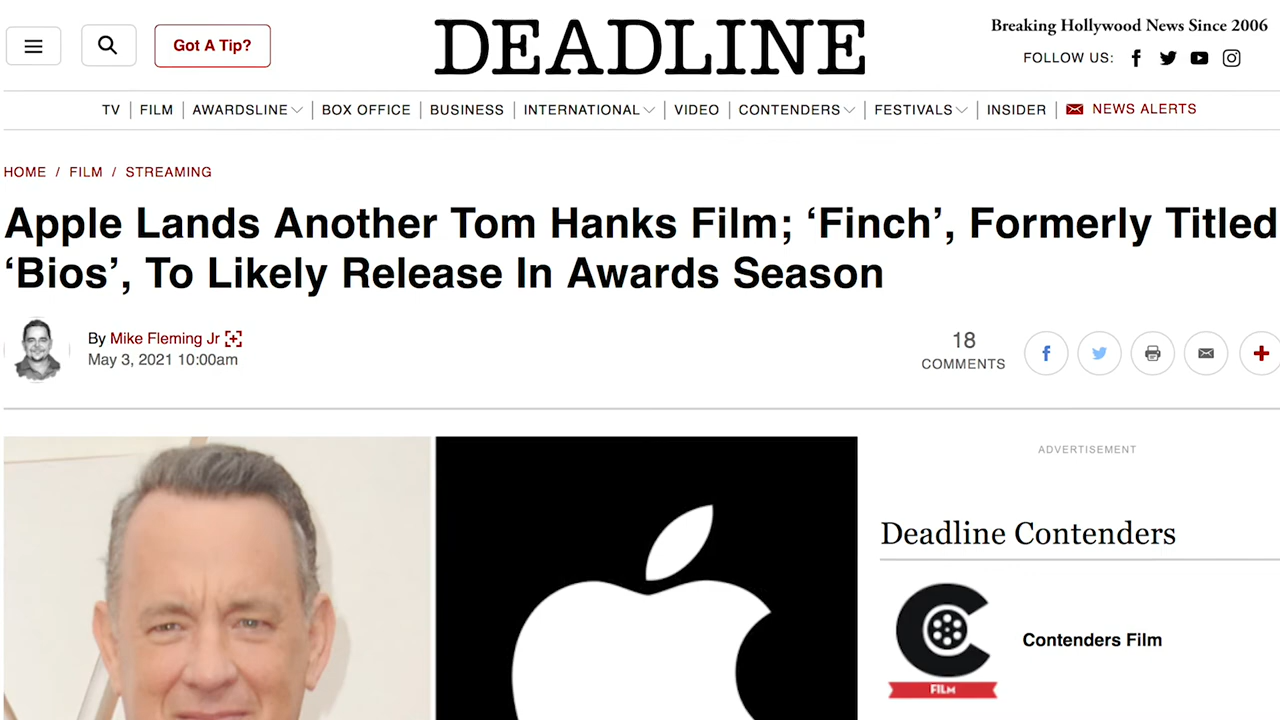 Got A Tip?
DEADLINE
Breaking Hollywood News Since 2006
FOLLOW US:
TV | FILM | AWARDSLINE | BOX OFFICE | BUSINESS | INTERNATIONAL | VIDEO | CONTENDERS | FESTIVALS | INSIDER | NEWS ALERTS
HOME / FILM / STREAMING
Apple Lands Another Tom Hanks Film; ‘Finch’, Formerly Titled
‘Bios’, To Likely Release In Awards Season
By Mike Fleming Jr
May 3, 2021 10:00am
18
COMMENTS
ADVERTISEMENT
Deadline Contenders
FILM
Contenders Film